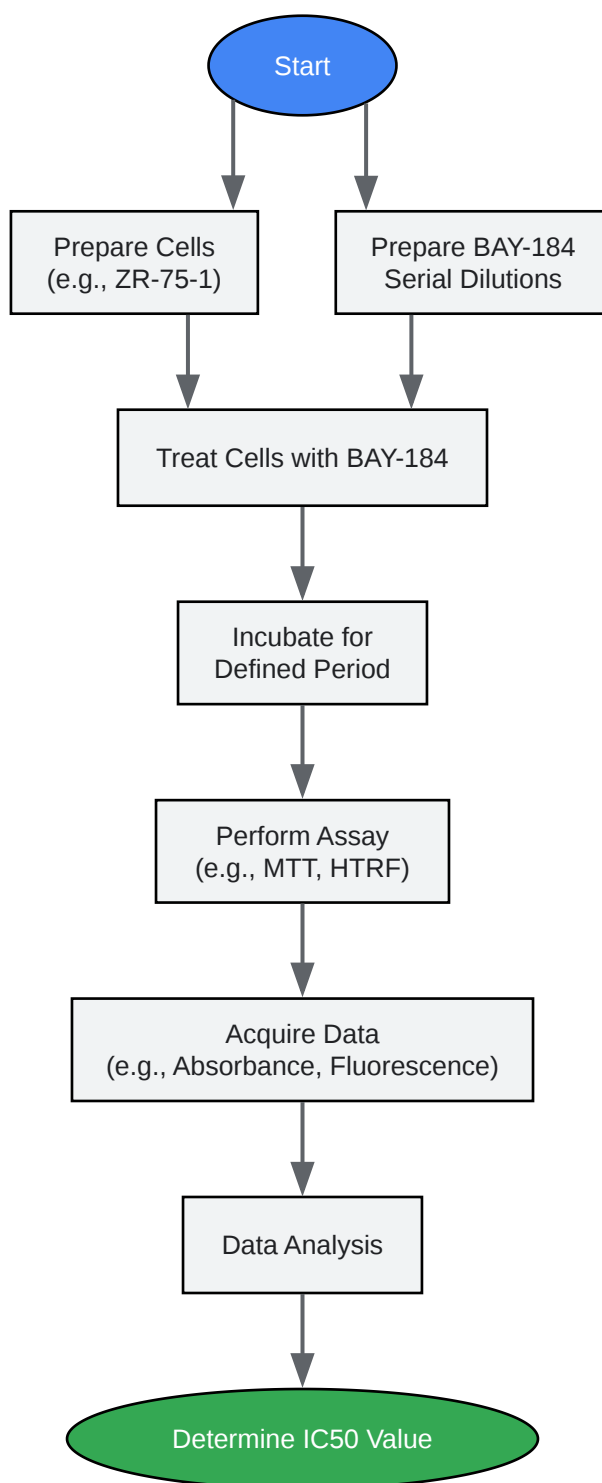 Start
Prepare Cells
(e.g., ZR-75-1)
Prepare BAY-184
Serial Dilutions
Treat Cells with BAY-184
Incubate for
Defined Period
Perform Assay
(e.g., MTT, HTRF)
Acquire Data
(e.g., Absorbance, Fluorescence)
Data Analysis
Determine IC50 Value